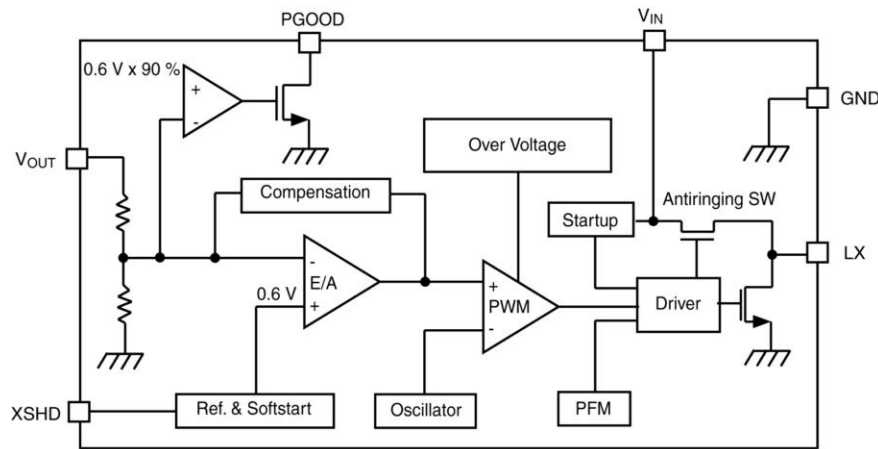 PGOOD
VIN
0.6 V x 90 %
+
-
GND
VOUT
Over Voltage
Compensation
Antiringing SW
Startup
LX
-
E/A
0.6 V
+
+
PWM
-
Driver
XSHD
Ref. & Softstart
Oscillator
PFM